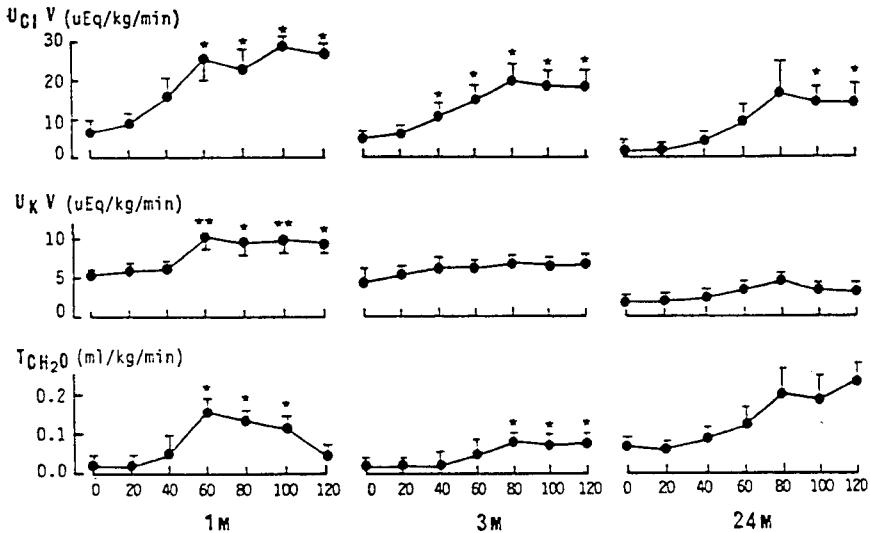 U_Cl V (uEq/kg/min)
30
20
10
0
* * * *
* * * * *
* *
U_K V (uEq/kg/min)
10
5
0
** * ** *
T_CH₂O (ml/kg/min)
0.2
0.1
0.0
* * *
* * *
0 20 40 60 80 100 120
0 20 40 60 80 100 120
0 20 40 60 80 100 120
1M
3M
24M